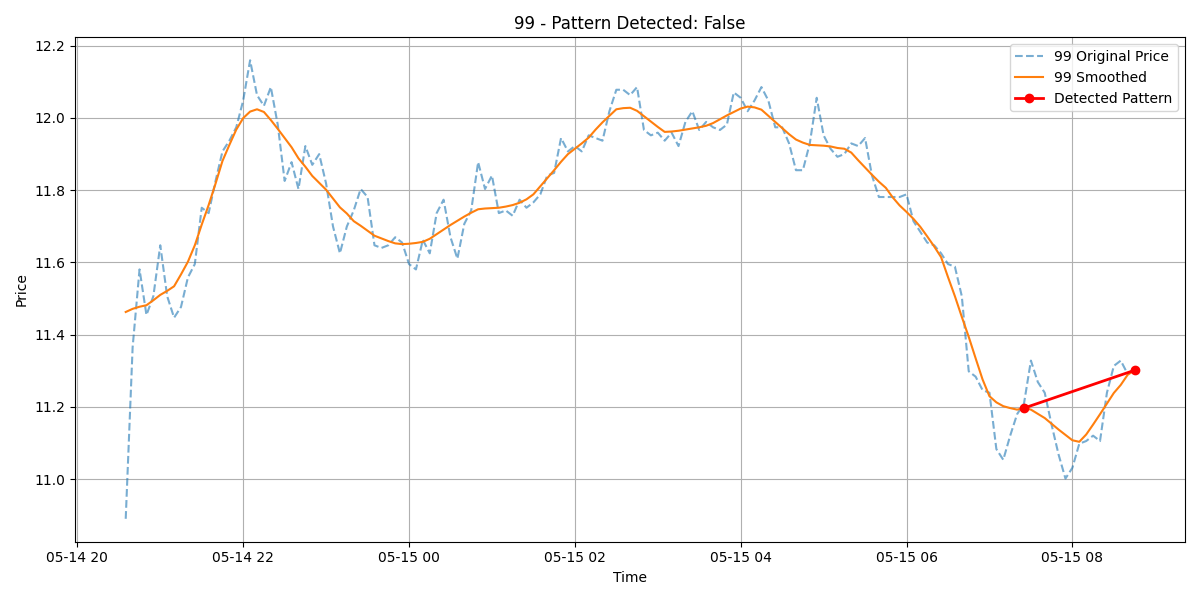 99 - Pattern Detected: False
99 Original Price
99 Smoothed
Detected Pattern
Price
12.2
12.0
11.8
11.6
11.4
11.2
11.0
05-14 20
05-14 22
05-15 00
05-15 02
05-15 04
05-15 06
05-15 08
Time